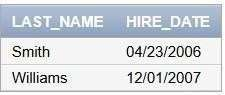 LAST_NAME HIRE_DATE
Smith 04/23/2006
Williams 12/01/2007